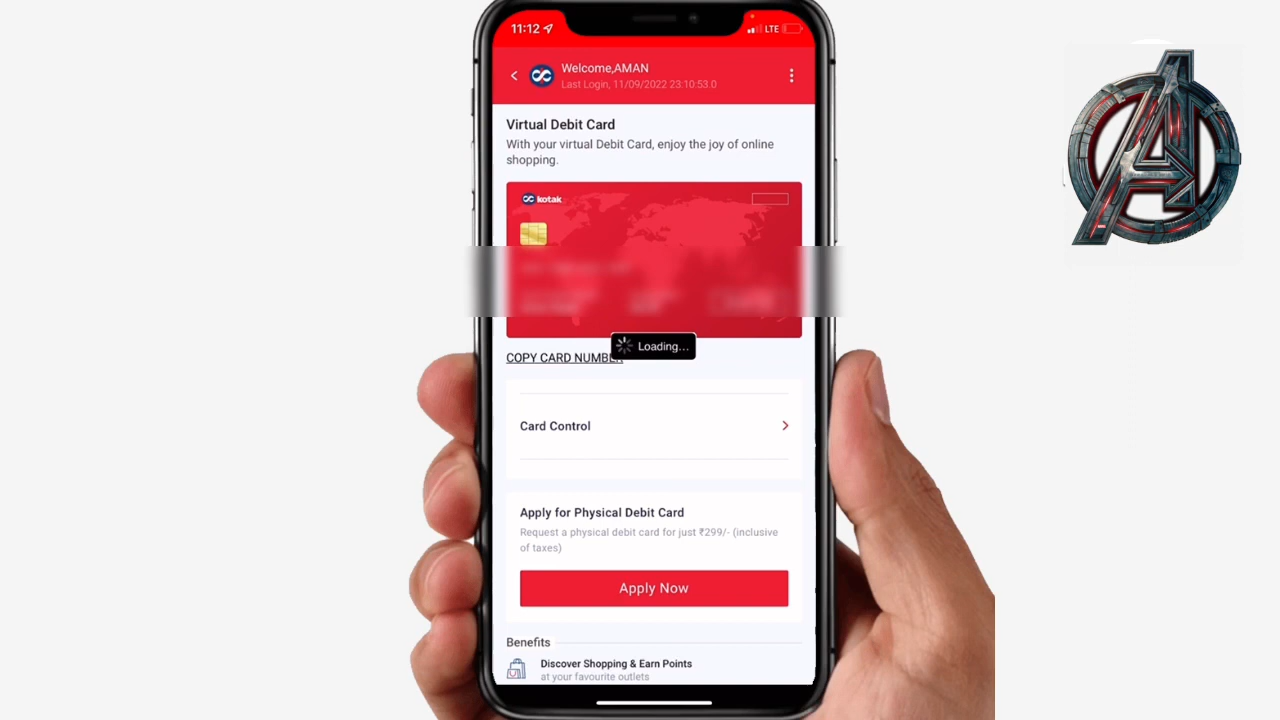 11:12
LTE
Welcome,AMAN
Last Login, 11/09/2022 23:10:53.0
Virtual Debit Card
With your virtual Debit Card, enjoy the joy of online
shopping.
kotak
Loading...
COPY CARD NUMBER
Card Control
Apply for Physical Debit Card
Request a physical debit card for just ₹299/- (inclusive
of taxes)
Apply Now
Benefits
Discover Shopping & Earn Points
at your favourite outlets